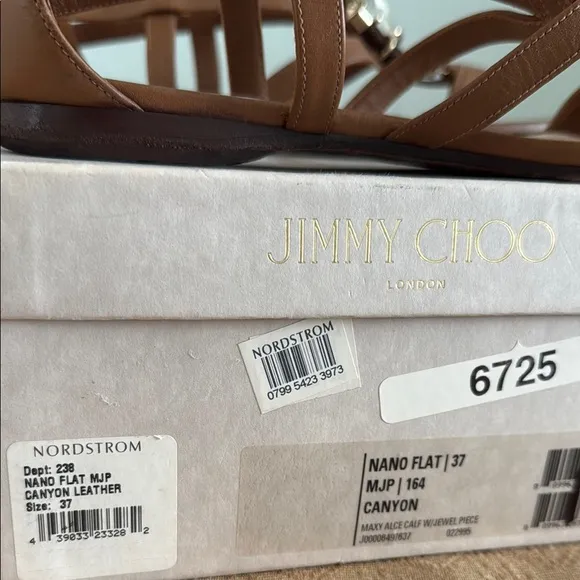 JIMMY CHOO
LONDON
NORDSTROM
0799 5423 3973
6725
NORDSTROM
Dept: 238
NANO FLAT MJP
CANYON LEATHER
Size: 37
4 39033 23328 2
NANO FLAT | 37
MJP | 164
CANYON
MAXY ALCE CALF W/JEWEL PIECE
022995